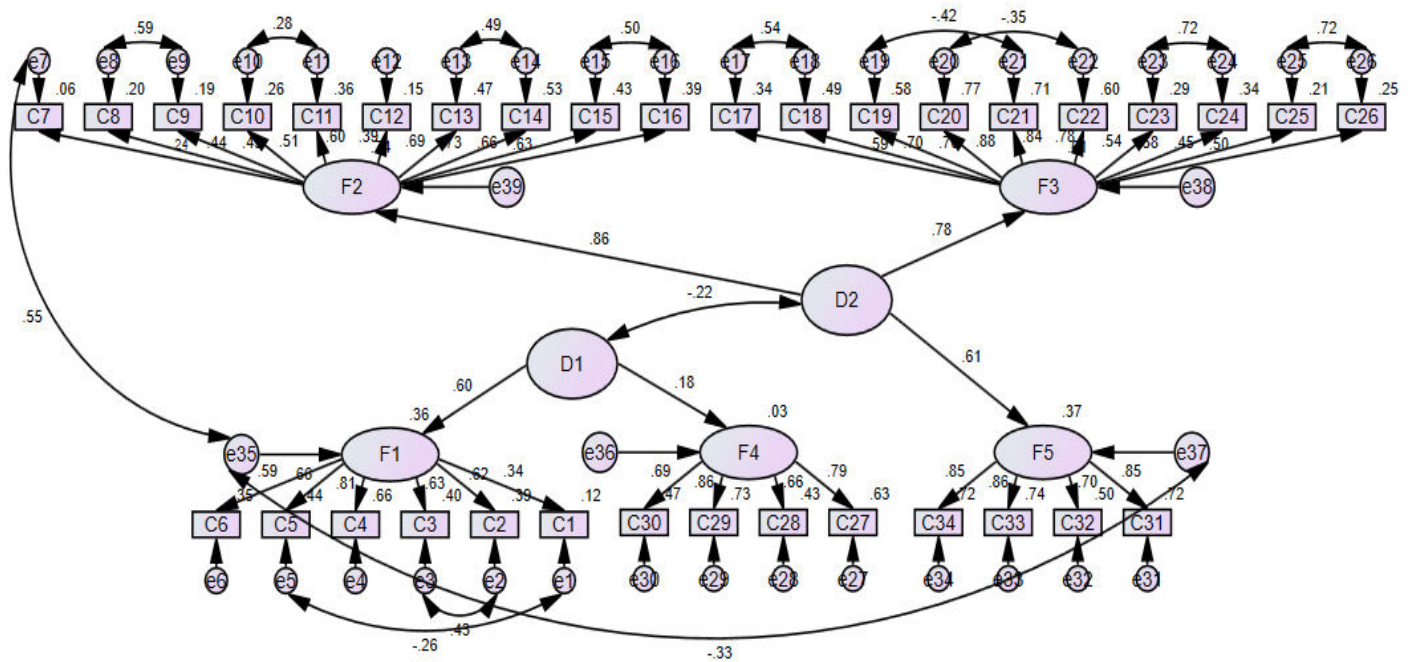 .59 .28 .49 .50 .54 -.42 -.35 .72 .72
e7 e8 e9 e10 e11 e12 e13 e14 e15 e16 e17 e18 e19 e20 e21 e22 e23 e24 e25 e26
.06 .20 .19 .26 .36 .15 .47 .53 .43 .39 .34 .49 .58 .77 .71 .60 .29 .34 .21 .25
C7 C8 C9 C10 C11 C12 C13 C14 C15 C16 C17 C18 C19 C20 C21 C22 C23 C24 C25 C26
.24 .44 .51 .60 .39 .69 .66 .63 .59 .70 .88 .84 .78 .54 .45 .50
F2 e39 F3 e38
.86 .78
D2
-.22
.55
D1 .61
.60 .18
.36 .03 .37
e35 F1 e36 F4 F5 e37
.59 .66 .81 .63 .62 .34 .69 .86 .66 .79 .85 .86 .70 .85
.35 .44 .66 .40 .39 .12 .47 .73 .43 .63 .72 .74 .50 .72
C6 C5 C4 C3 C2 C1 C30 C29 C28 C27 C34 C33 C32 C31
e6 e5 e4 e3 e2 e1 e30 e29 e28 e27 e34 e33 e32 e31
.43
-.26 -.33